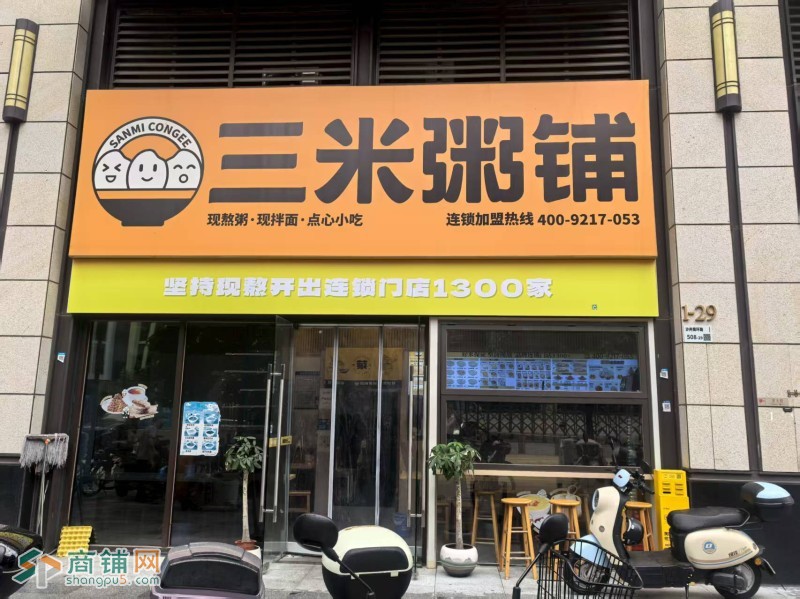 SANMI CONGEE
三米粥铺
现熬粥·现拌面·点心小吃
连锁加盟热线 400-9217-053
坚持现熬开出连锁门店1300家
1-29
508
商铺网
shangpu5.com